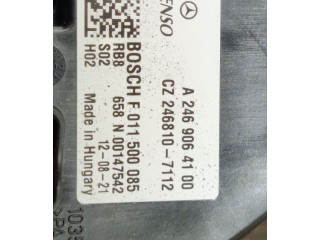 ENSO
A 246 906 41 00
CZ 246810-7112
BOSCH F 011 500 085
RB8 658 N 00147542
S02 12-08-21
H02 Made in Hungary